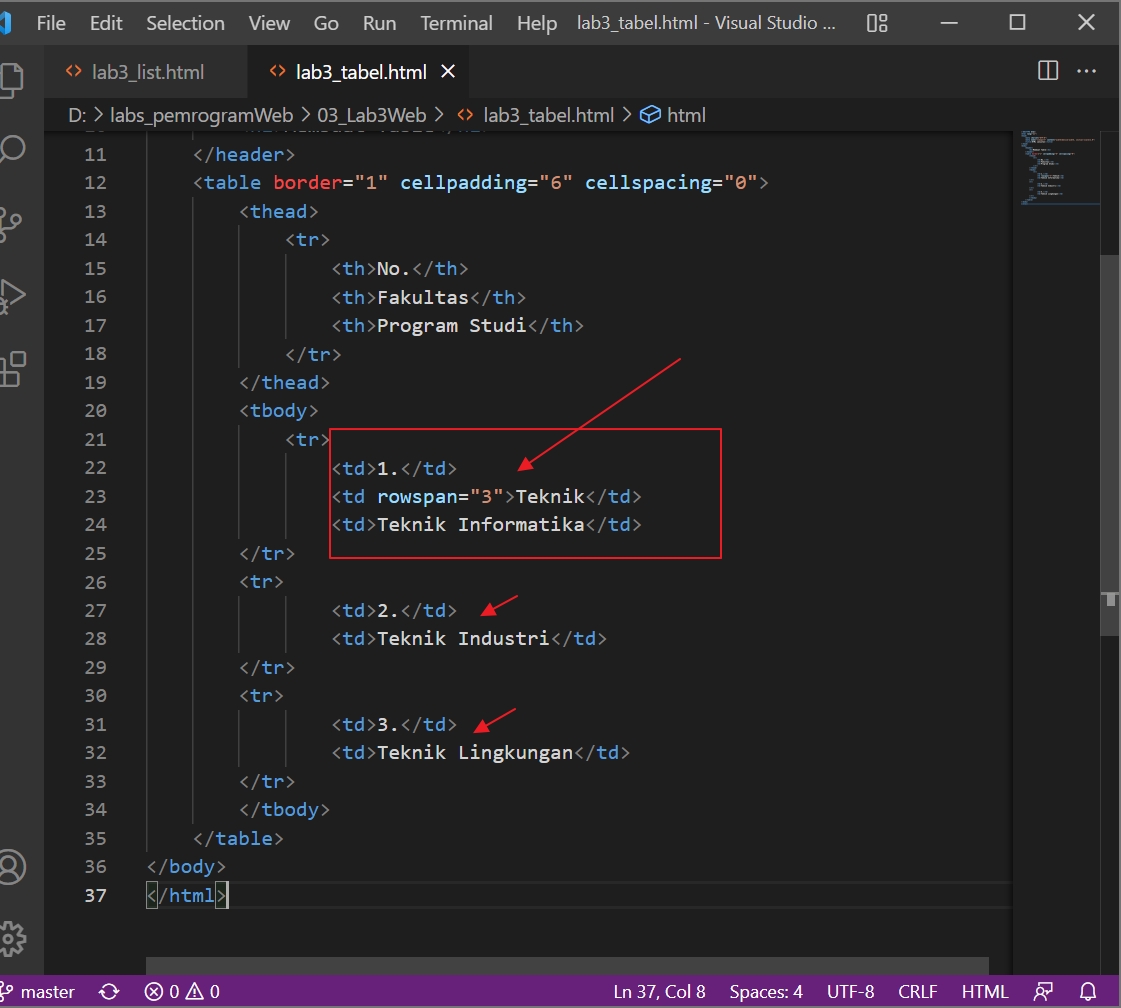 File Edit Selection View Go Run Terminal Help lab3_tabel.html - Visual Studio ...
lab3_list.html lab3_tabel.html
D: > labs_pemrogramWeb > 03_Lab3Web > lab3_tabel.html > html
11 </header>
12 <table border="1" cellpadding="6" cellspacing="0">
13 <thead>
14 <tr>
15 <th>No.</th>
16 <th>Fakultas</th>
17 <th>Program Studi</th>
18 </tr>
19 </thead>
20 <tbody>
21 <tr>
22 <td>1.</td>
23 <td rowspan="3">Teknik</td>
24 <td>Teknik Informatika</td>
25 </tr>
26 <tr>
27 <td>2.</td>
28 <td>Teknik Industri</td>
29 </tr>
30 <tr>
31 <td>3.</td>
32 <td>Teknik Lingkungan</td>
33 </tr>
34 </tbody>
35 </table>
36 </body>
37 </html>
master 0 0 Ln 37, Col 8 Spaces: 4 UTF-8 CRLF HTML